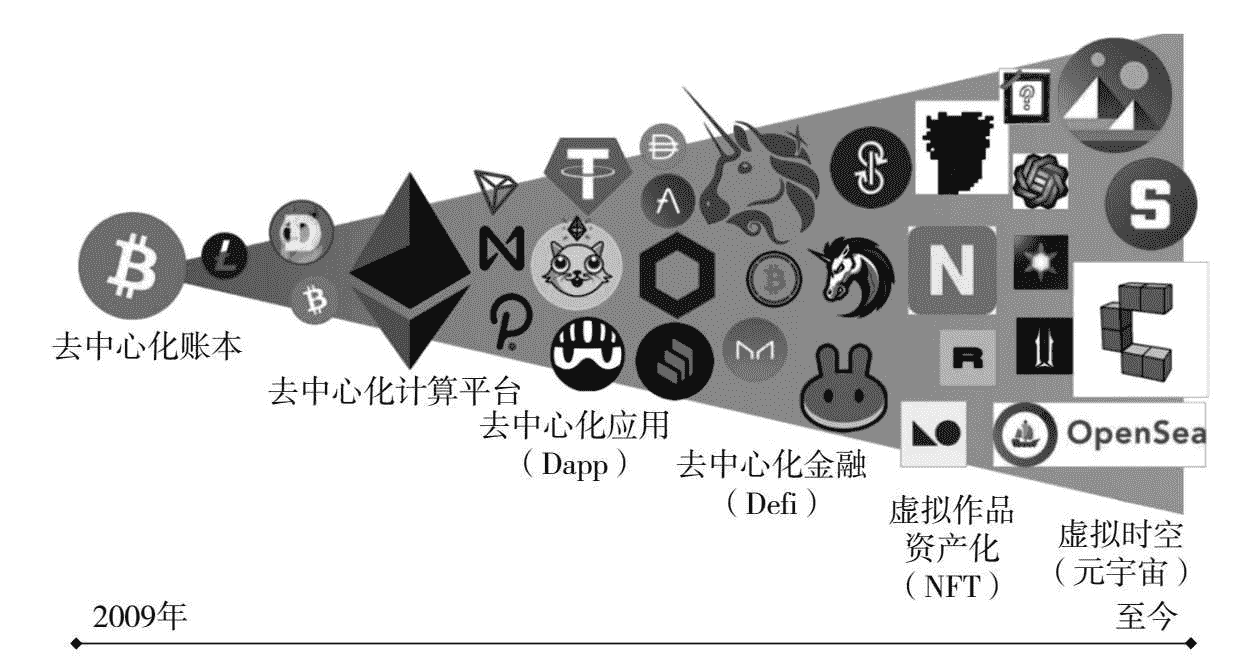 去中心化账本
去中心化计算平台
去中心化应用
（Dapp）
去中心化金融
（Defi）
OpenSea
虚拟作品
资产化
（NFT）
虚拟时空
（元宇宙）
2009年
至今